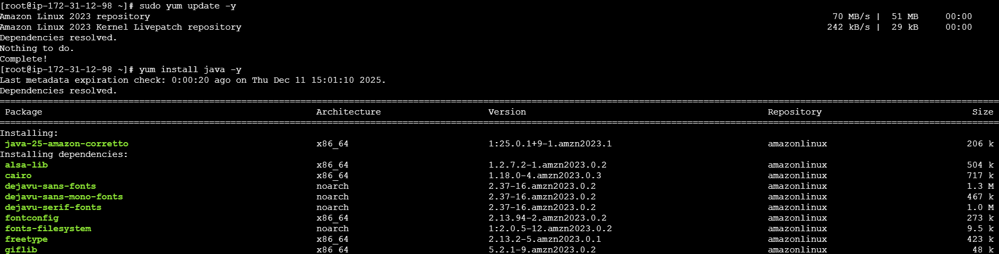 [root@ip-172-31-12-98 ~]# sudo yum update -y
Amazon Linux 2023 repository 70 MB/s | 51 MB 00:00
Amazon Linux 2023 Kernel Livepatch repository 242 kB/s | 29 kB 00:00
Dependencies resolved.
Nothing to do.
Complete!
[root@ip-172-31-12-98 ~]# yum install java -y
Last metadata expiration check: 0:00:20 ago on Thu Dec 11 15:01:10 2025.
Dependencies resolved.
Package Architecture Version Repository Size
Installing:
java-25-amazon-corretto x86_64 1:25.0.1+9-1.amzn2023.1 amazonlinux 206 k
Installing dependencies:
alsa-lib x86_64 1.2.7.2-1.amzn2023.0.2 amazonlinux 504 k
cairo x86_64 1.18.0-4.amzn2023.0.3 amazonlinux 717 k
dejavu-sans-fonts noarch 2.37-16.amzn2023.0.2 amazonlinux 1.3 M
dejavu-sans-mono-fonts noarch 2.37-16.amzn2023.0.2 amazonlinux 467 k
dejavu-serif-fonts noarch 2.37-16.amzn2023.0.2 amazonlinux 1.0 M
fontconfig x86_64 2.13.94-2.amzn2023.0.2 amazonlinux 273 k
fonts-filesystem noarch 1:2.0.5-12.amzn2023.0.2 amazonlinux 9.5 k
freetype x86_64 2.13.2-5.amzn2023.0.1 amazonlinux 423 k
giflib x86_64 5.2.1-9.amzn2023.0.2 amazonlinux 48 k